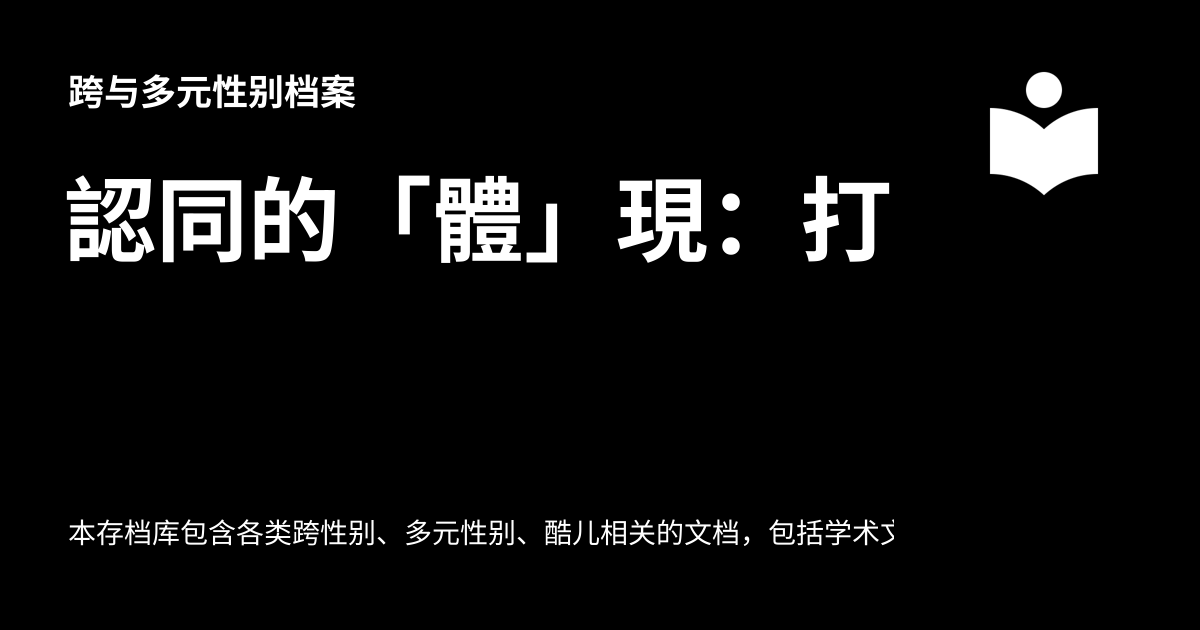 跨与多元性别档案
認同的「體」現：打
本存档库包含各类跨性别、多元性别、酷儿相关的文档，包括学术